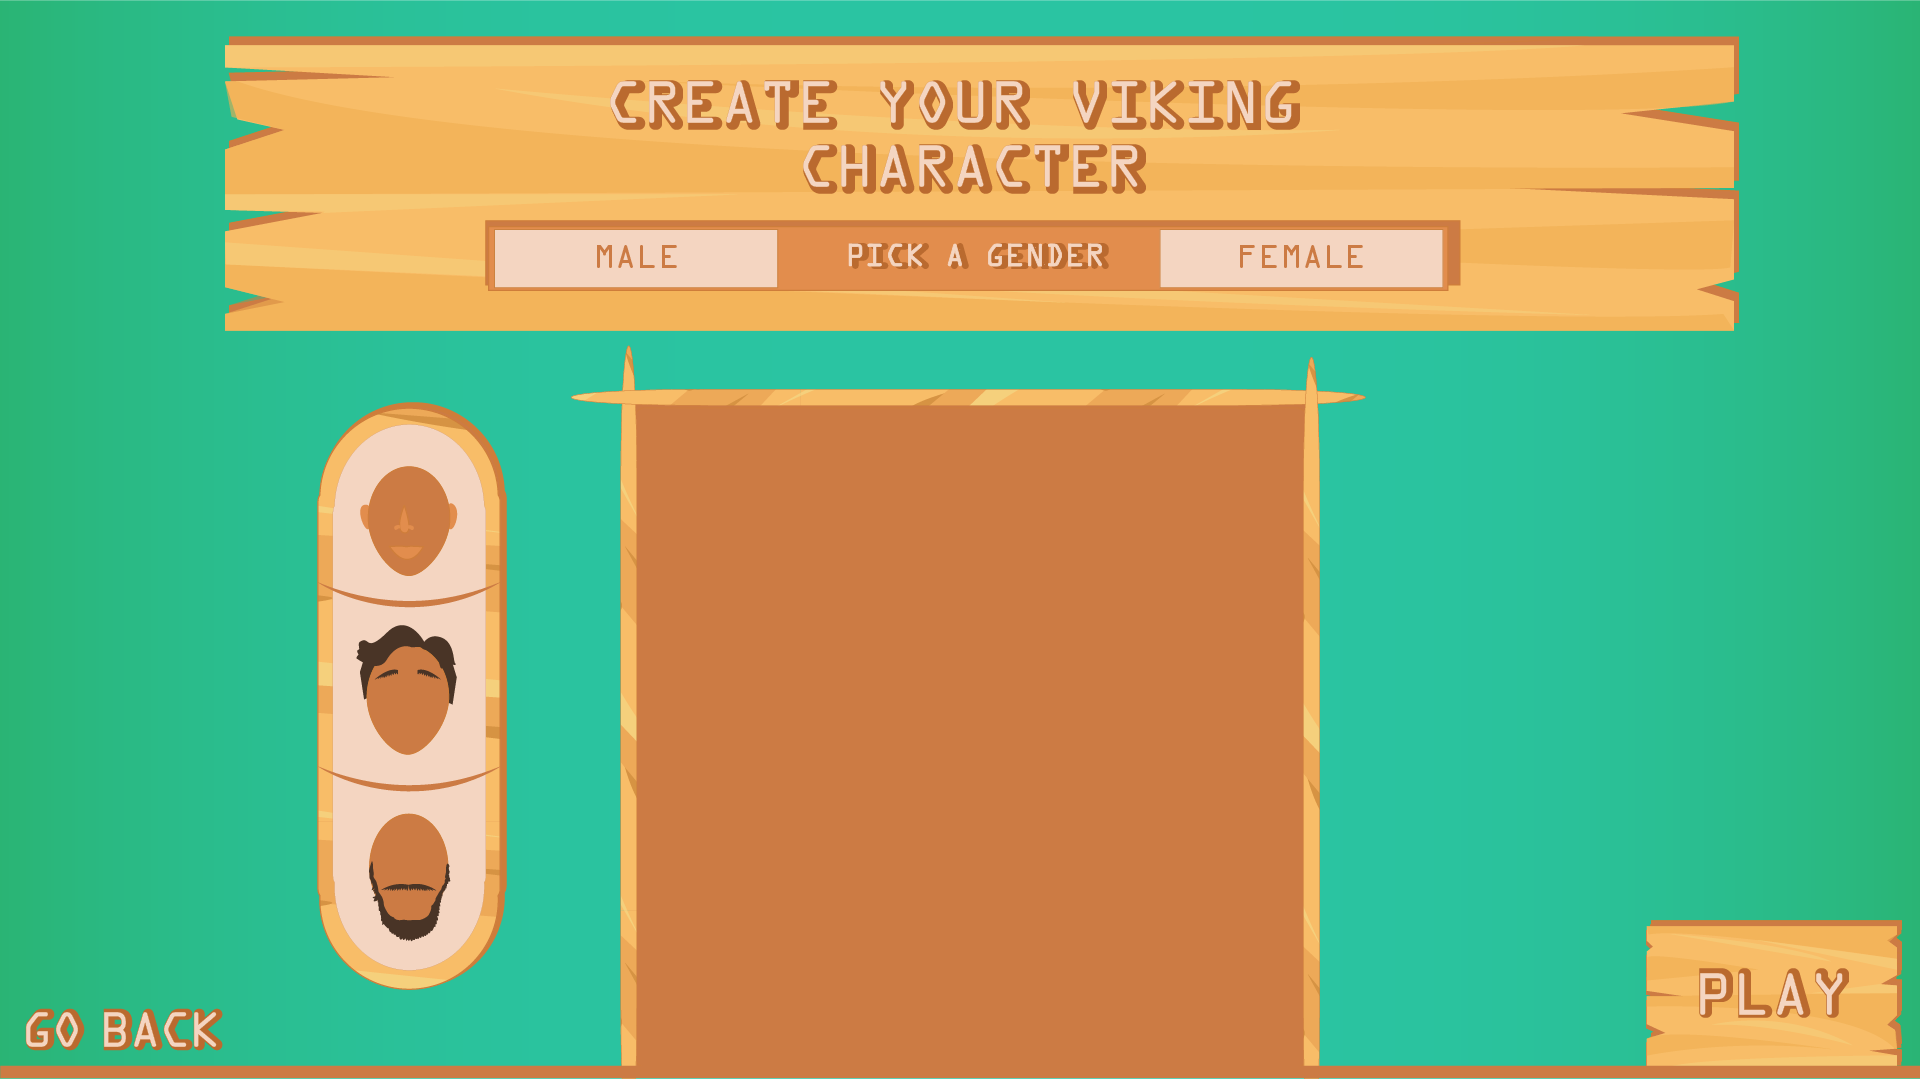 CREATE YOUR VIKING
CHARACTER
MALE
PICK A GENDER
FEMALE
PLAY
GO BACK